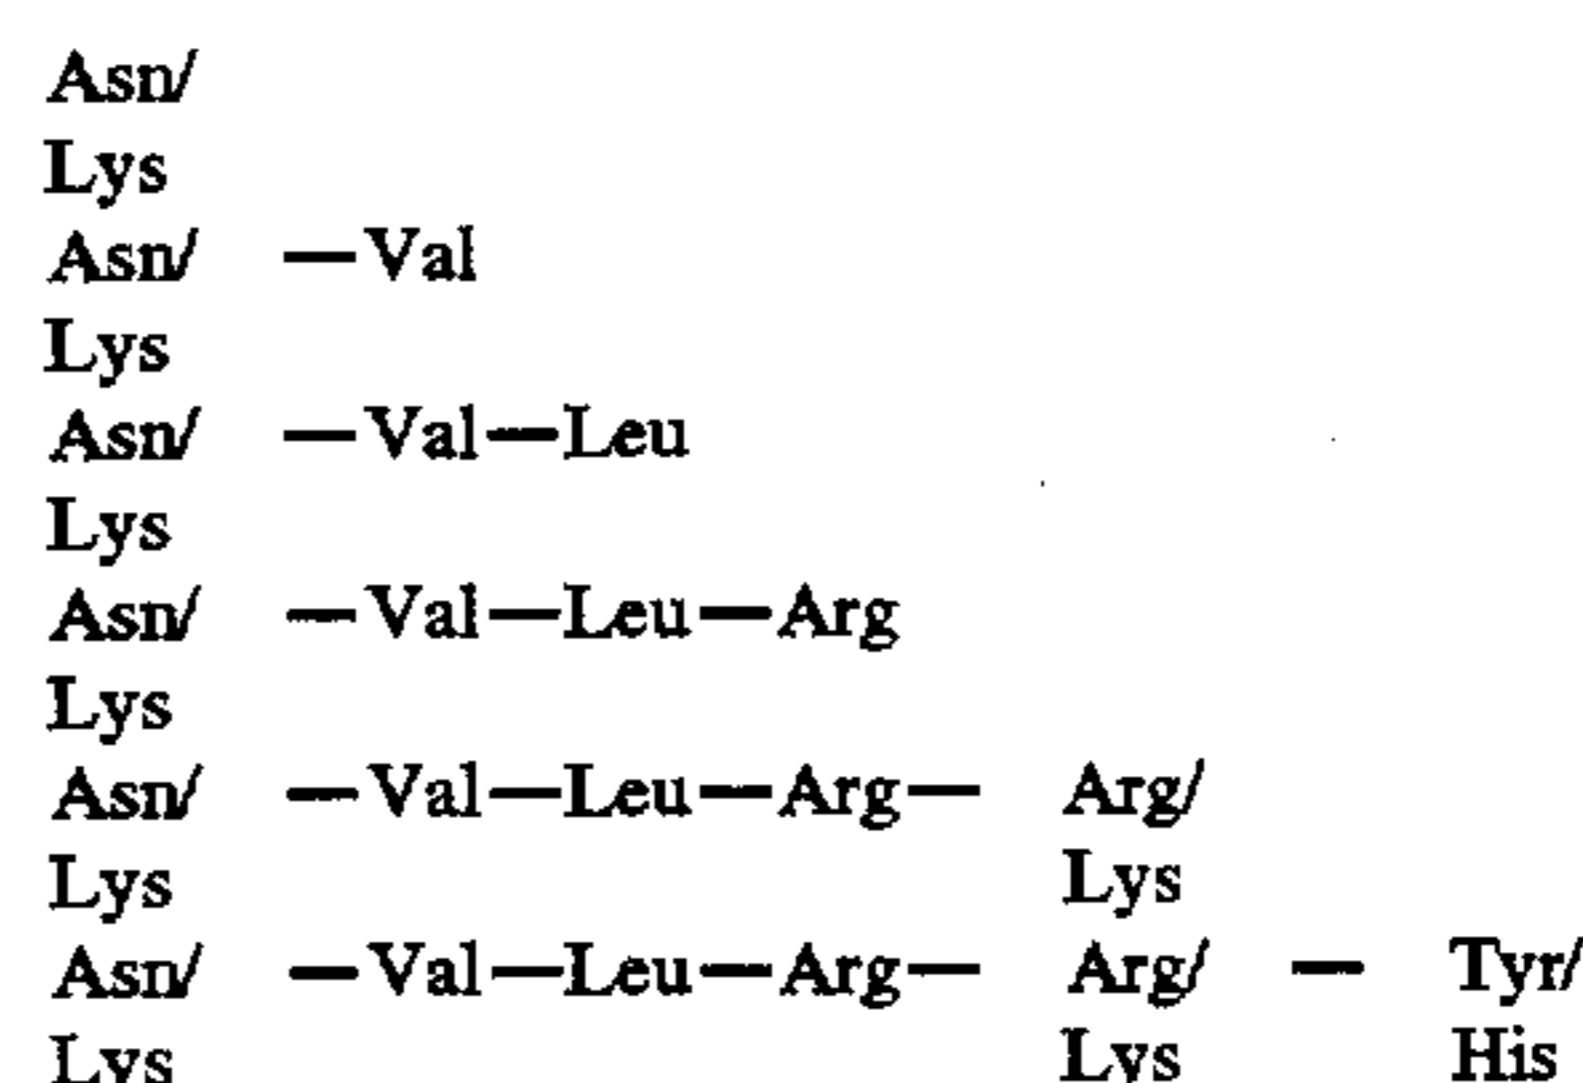 Asn/
Lys
Asn/ —Val
Lys
Asn/ —Val—Leu
Lys
Asn/ —Val—Leu—Arg
Lys
Asn/ —Val—Leu—Arg— Arg/
Lys Lys
Asn/ —Val—Leu—Arg— Arg/ — Tyr/
Lys Lys His